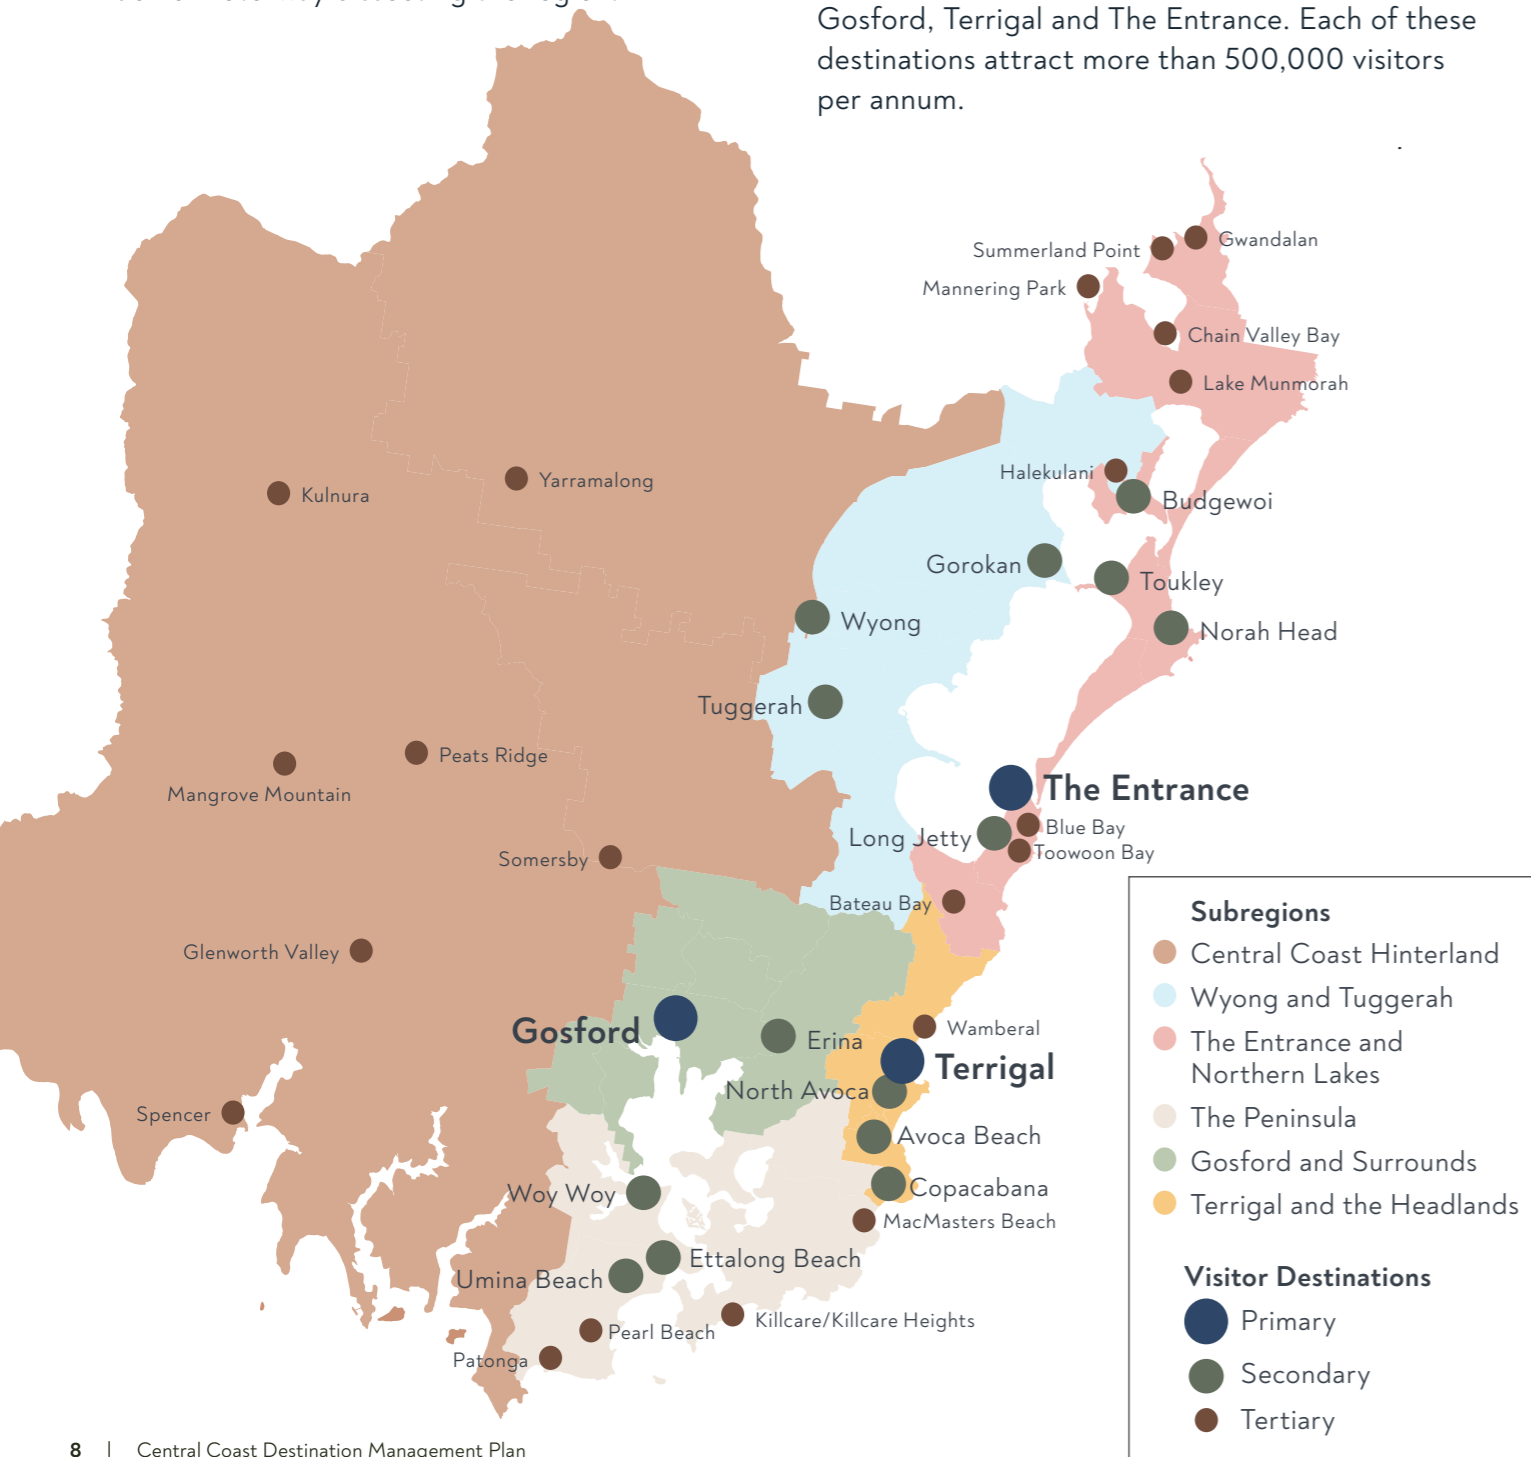 Gosford, Terrigal and The Entrance. Each of these
destinations attract more than 500,000 visitors
per annum.
Gwandalan
Summerland Point
Mannering Park
Chain Valley Bay
Lake Munmorah
Halekulani
Yarramalong
Kulnura
Budgewoi
Gorokan
Toukley
Wyong
Norah Head
Tuggerah
Peats Ridge
The Entrance
Mangrove Mountain
Blue Bay
Long Jetty
Toowoon Bay
Somersby
Bateau Bay
Glenworth Valley
Wamberal
Gosford
Erina
Terrigal
North Avoca
Spencer
Avoca Beach
Copacabana
Woy Woy
MacMasters Beach
Ettalong Beach
Umina Beach
Killcare/Killcare Heights
Pearl Beach
Patonga
Subregions
Central Coast Hinterland
Wyong and Tuggerah
The Entrance and
Northern Lakes
The Peninsula
Gosford and Surrounds
Terrigal and the Headlands
Visitor Destinations
Primary
Secondary
Tertiary
8 | Central Coast Destination Management Plan